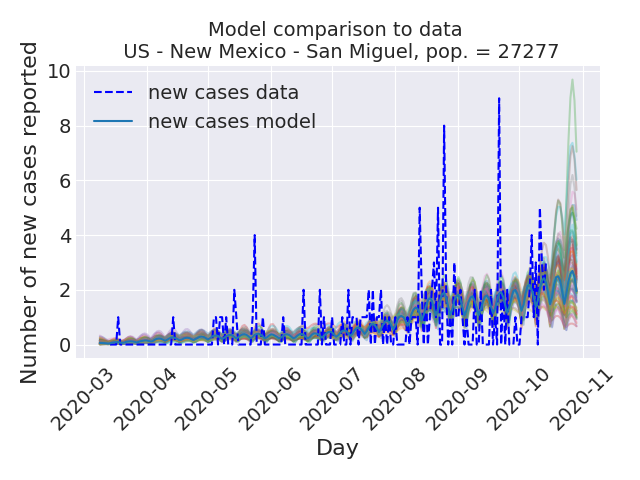 Model comparison to data
US - New Mexico - San Miguel, pop. = 27277
Number of new cases reported
10
8
6
4
2
0
new cases data
new cases model
2020-03
2020-04
2020-05
2020-06
2020-07
2020-08
2020-09
2020-10
2020-11
Day